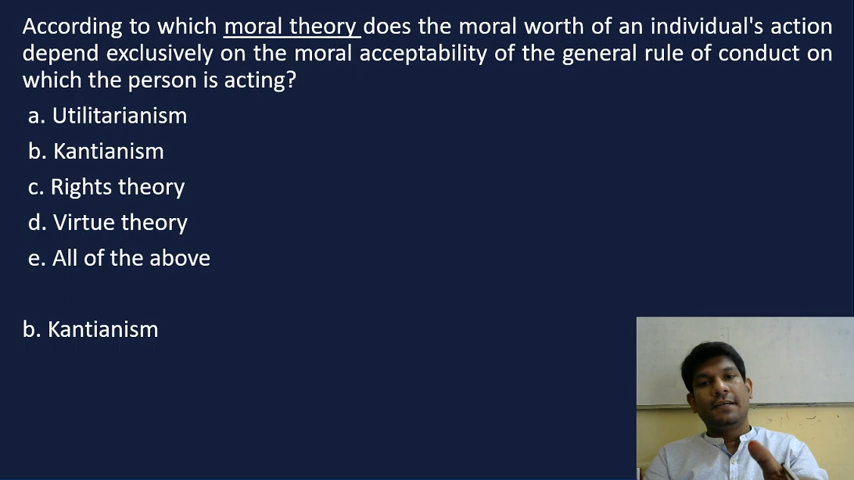 According to which moral theory does the moral worth of an individual's action
depend exclusively on the moral acceptability of the general rule of conduct on
which the person is acting?
a. Utilitarianism
b. Kantianism
c. Rights theory
d. Virtue theory
e. All of the above
b. Kantianism